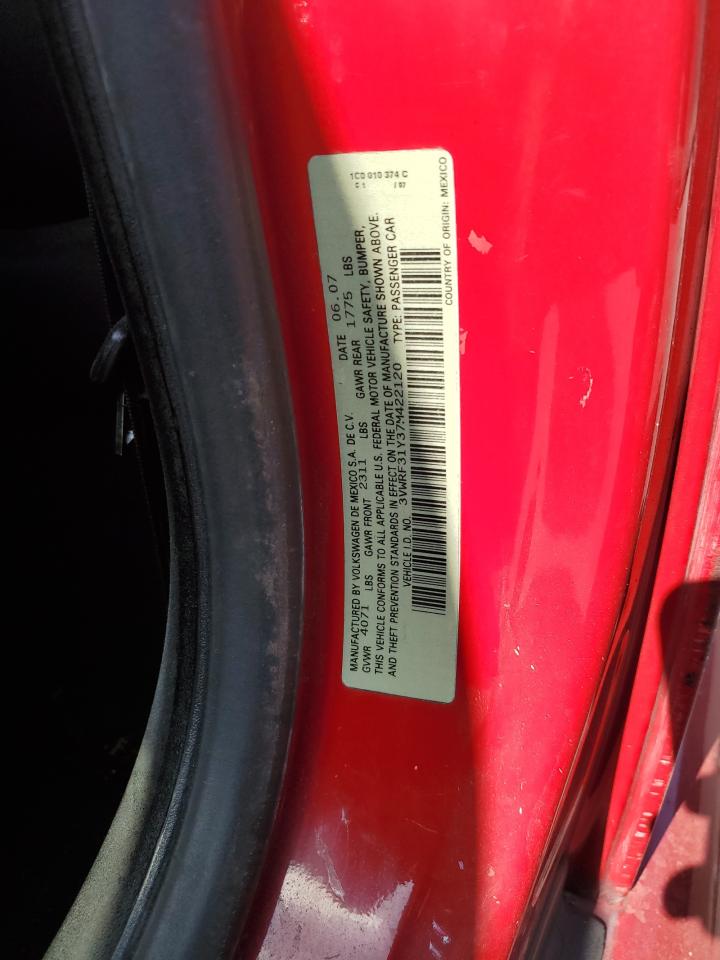 1C0 010 374 C
C 1 / 07
MANUFACTURED BY VOLKSWAGEN DE MEXICO S.A. DE C.V. DATE 06.07
GVWR 4071 LBS GAWR FRONT 2311 LBS GAWR REAR 1775 LBS
THIS VEHICLE CONFORMS TO ALL APPLICABLE U.S. FEDERAL MOTOR VEHICLE SAFETY, BUMPER,
AND THEFT PREVENTION STANDARDS IN EFFECT ON THE DATE OF MANUFACTURE SHOWN ABOVE.
VEHICLE I.D. NO. 3VWRF31Y37M422120 TYPE: PASSENGER CAR
COUNTRY OF ORIGIN: MEXICO